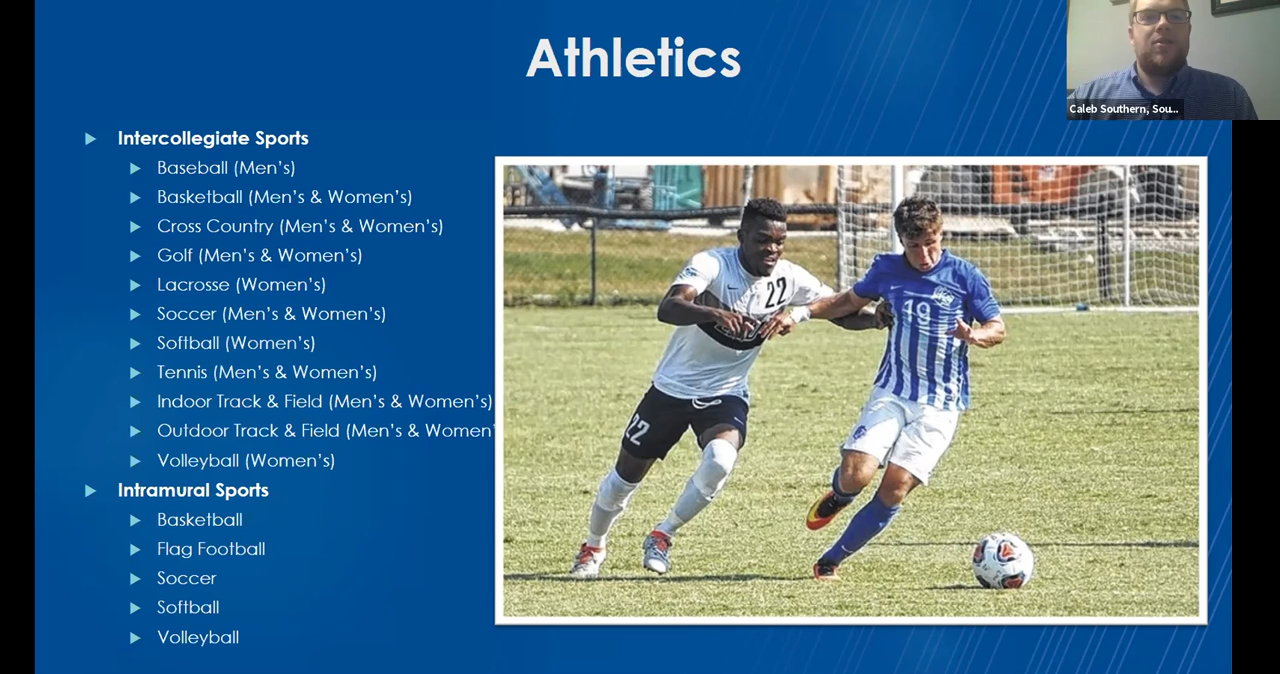 Athletics
Caleb Southern, Sou...
Intercollegiate Sports
Baseball (Men's)
Basketball (Men's & Women's)
Cross Country (Men's & Women's)
Golf (Men's & Women's)
Lacrosse (Women's)
Soccer (Men's & Women's)
Softball (Women's)
Tennis (Men's & Women's)
Indoor Track & Field (Men's & Women's)
Outdoor Track & Field (Men's & Women'
Volleyball (Women's)
Intramural Sports
Basketball
Flag Football
Soccer
Softball
Volleyball
22
19
22